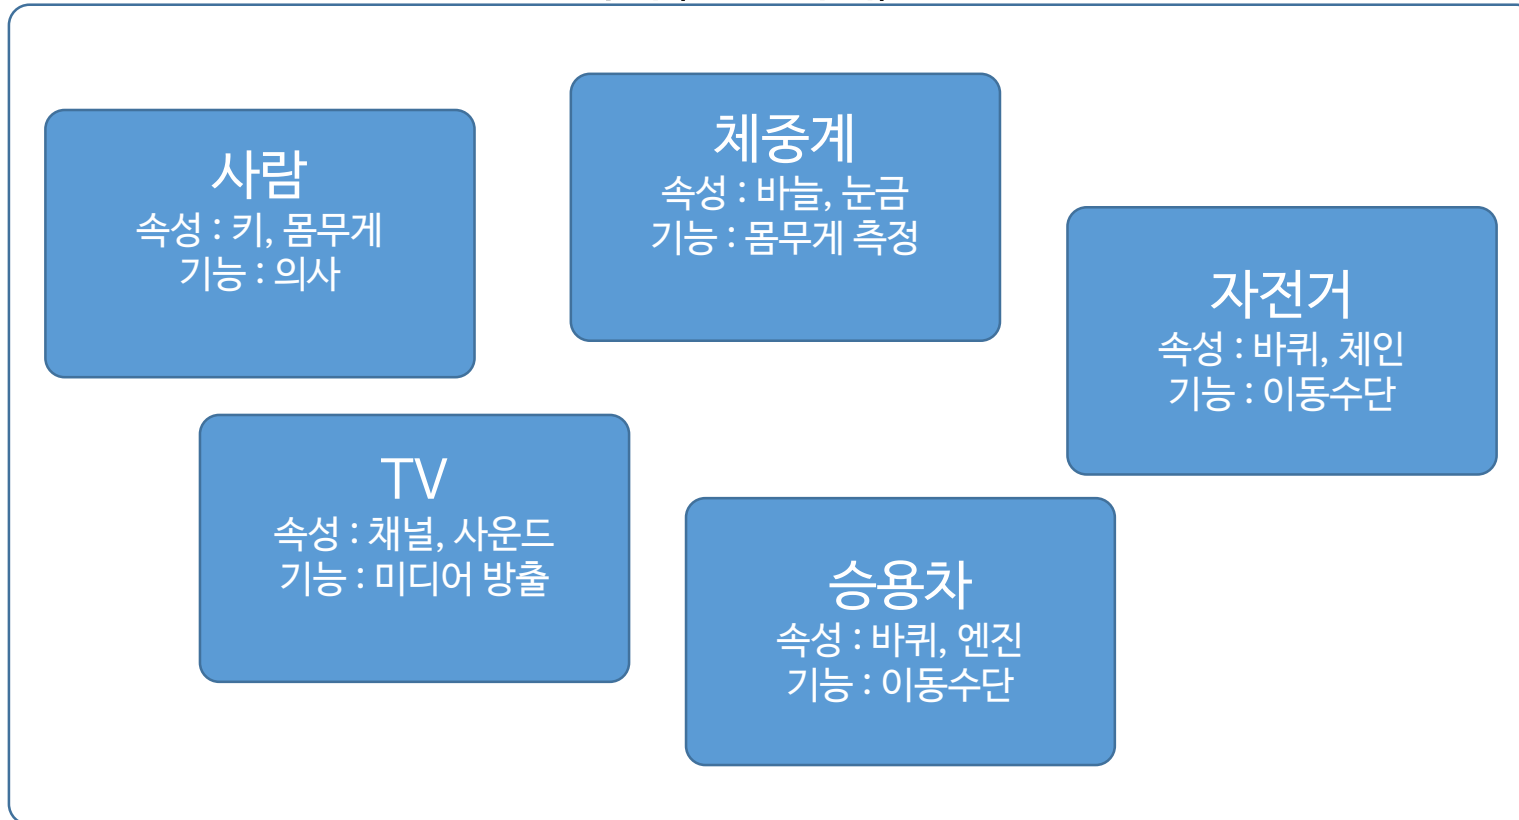 사람
속성 : 키, 몸무게
기능 : 의사
체중계
속성 : 바늘, 눈금
기능 : 몸무게 측정
자전거
속성 : 바퀴, 체인
기능 : 이동수단
TV
속성 : 채널, 사운드
기능 : 미디어 방출
승용차
속성 : 바퀴, 엔진
기능 : 이동수단